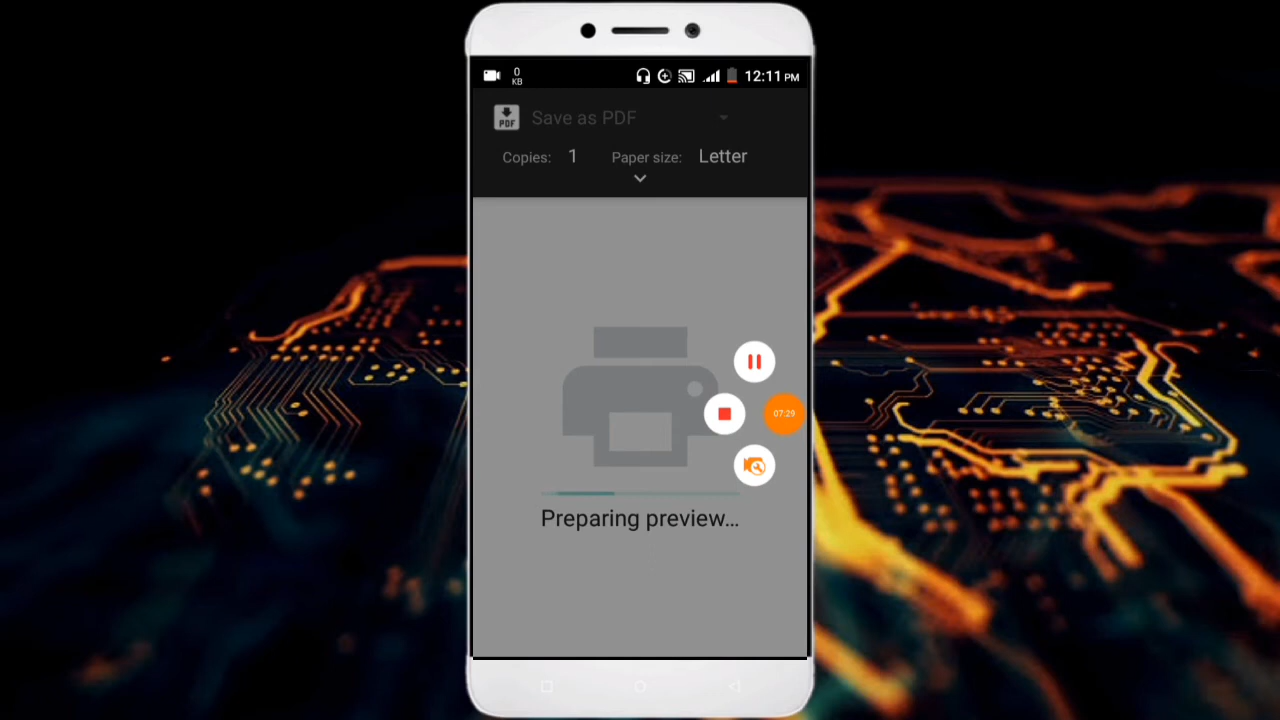 0
KB
12:11 PM
PDF
Save as PDF
Copies: 1 Paper size: Letter
07:29
Preparing preview...